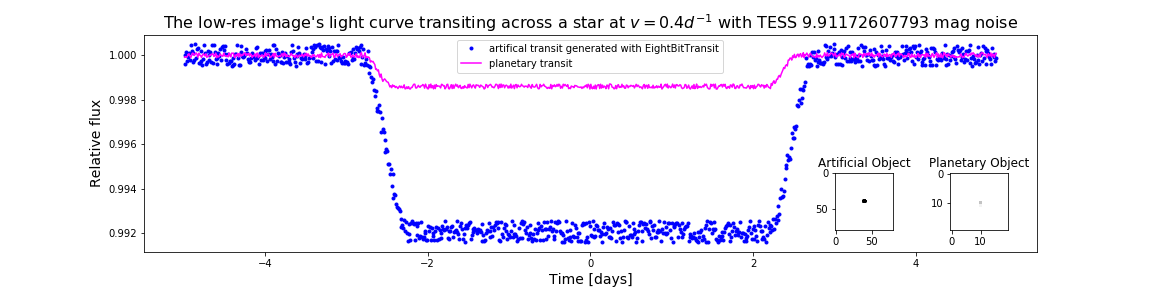 The low-res image's light curve transiting across a star at v = 0.4d⁻¹ with TESS 9.91172607793 mag noise
artifical transit generated with EightBitTransit
planetary transit
Relative flux
1.000
0.998
0.996
0.994
0.992
Artificial Object
0
50
0
50
Planetary Object
0
10
0
10
−4
−2
0
2
4
Time [days]